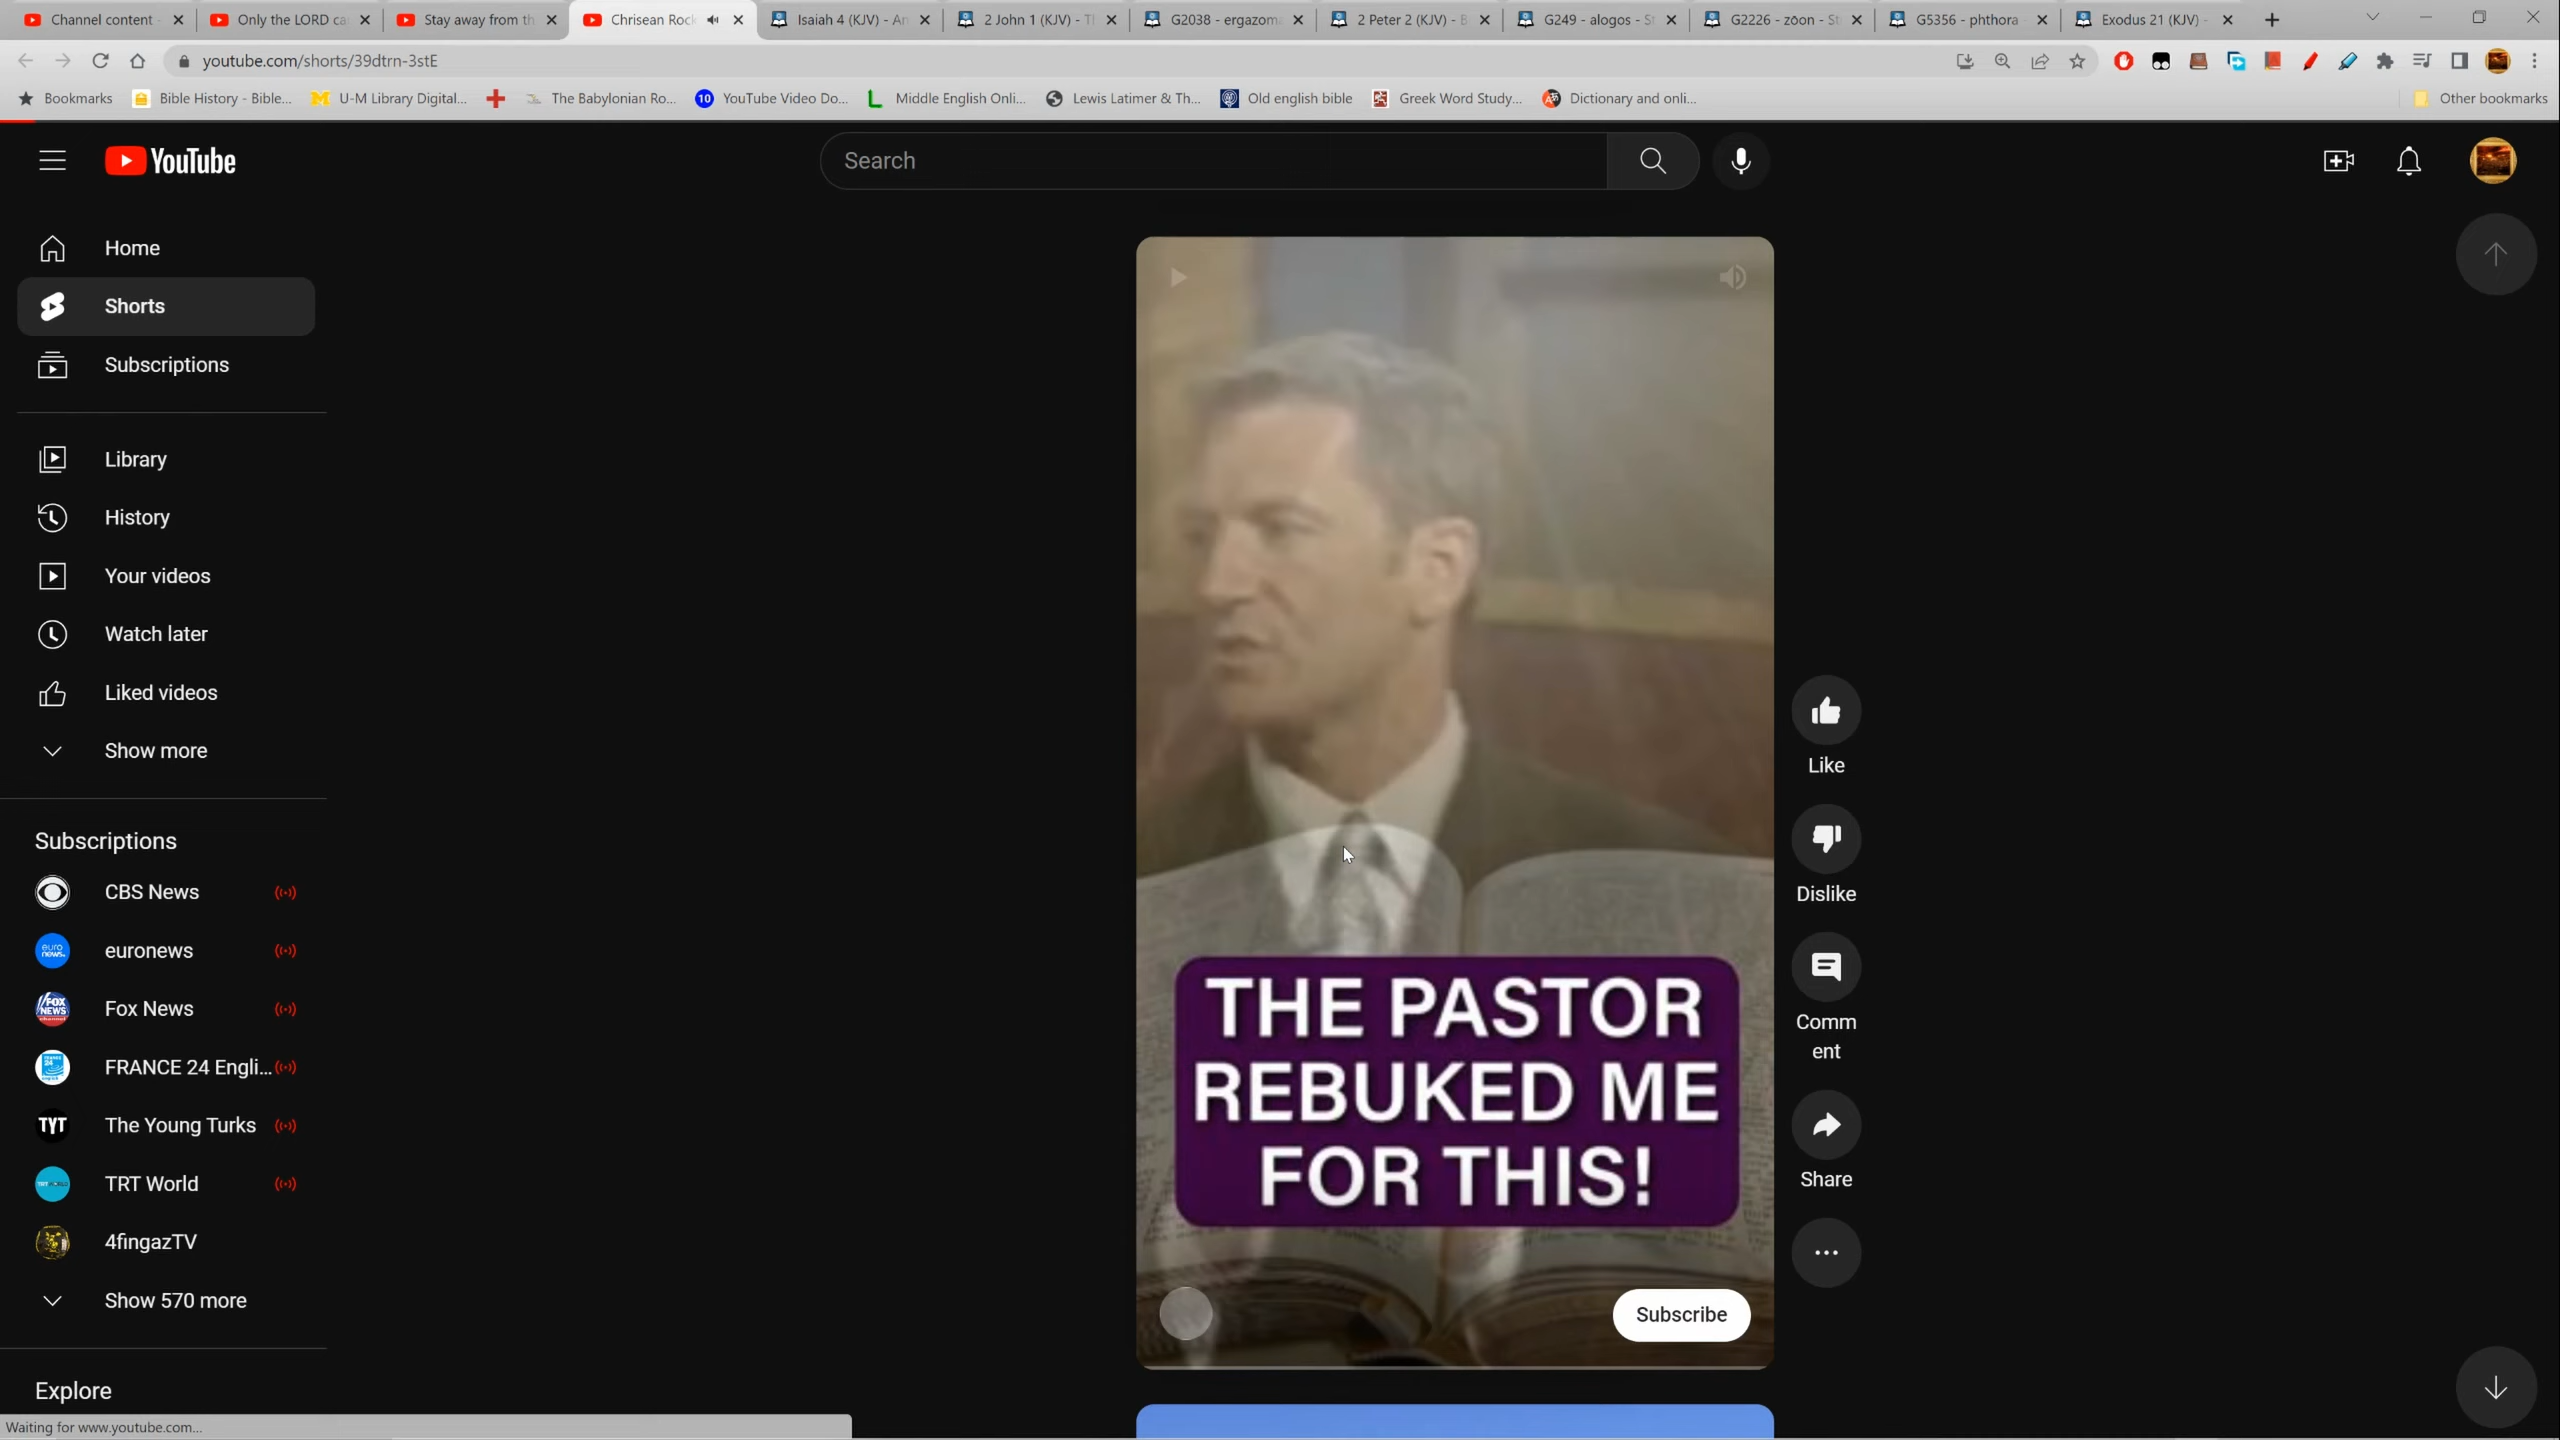 Channel content
Only the LORD ca
Stay away from th
Chrisean Rock
Isaiah 4 (KJV) - An
2 John 1 (KJV) - Th
G2038 - ergazoma
2 Peter 2 (KJV) - B
G249 - alogos - St
G2226 - zōon - St
G5356 - phthora
Exodus 21 (KJV) -
youtube.com/shorts/39dtrn-3stE
Bookmarks
Bible History - Bible...
U-M Library Digital...
The Babylonian Ro...
10
YouTube Video Do...
Middle English Onli...
Lewis Latimer & Th...
Old english bible
Greek Word Study...
Dictionary and onli...
Other bookmarks
YouTube
Search
Home
Shorts
Subscriptions
Library
History
Your videos
Watch later
Liked videos
Show more
Subscriptions
CBS News
euronews
Fox News
FRANCE 24 Engli...
TYT
The Young Turks
TRT World
4fingazTV
Show 570 more
Explore
THE PASTOR
REBUKED ME
FOR THIS!
Subscribe
Like
Dislike
Comm
ent
Share
Waiting for www.youtube.com...